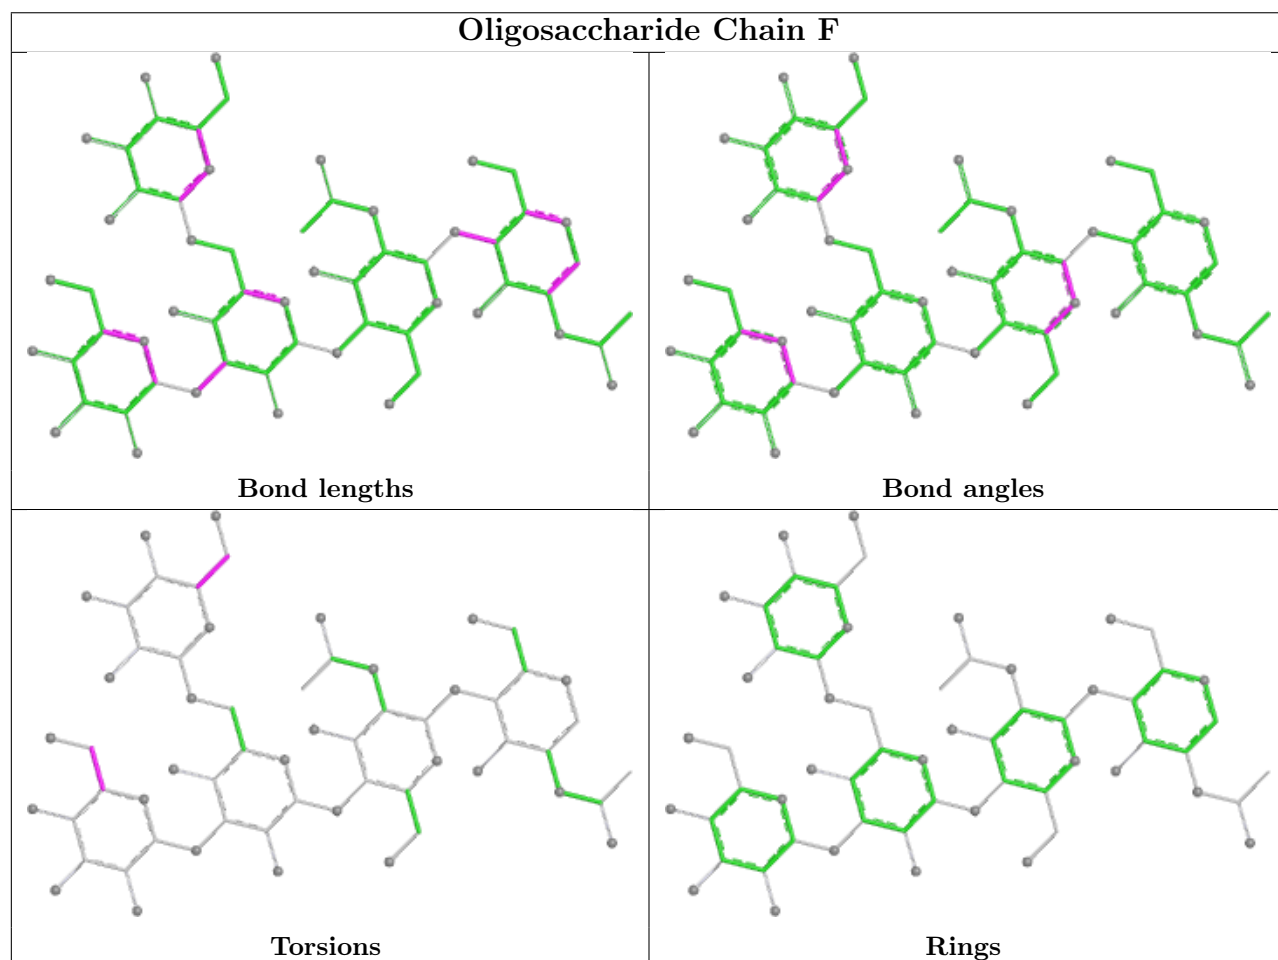 Oligosaccharide Chain F
Bond lengths
Bond angles
Torsions
Rings